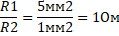 R1/R2 = 5мм2/1мм2 = 10м